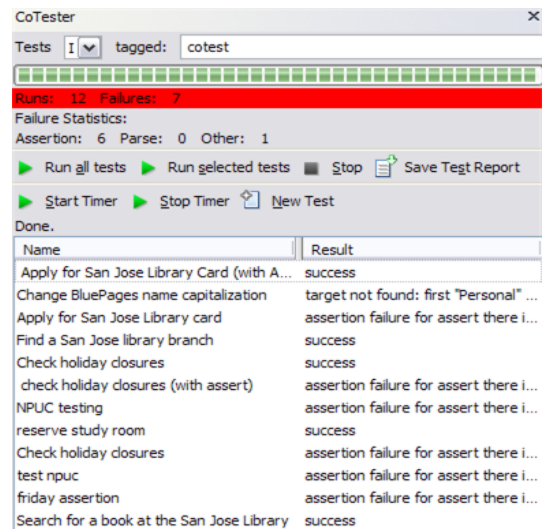 CoTester
Tests I tagged: cotest
Runs: 12 Failures: 7
Failure Statistics:
Assertion: 6 Parse: 0 Other: 1
Run all tests Run selected tests Stop Save Test Report
Start Timer Stop Timer New Test
Done.
Name Result
Apply for San Jose Library Card (with A... success
Change BluePages name capitalization target not found: first "Personal" ...
Apply for San Jose Library card assertion failure for assert there i...
Find a San Jose library branch success
Check holiday closures success
check holiday closures (with assert) assertion failure for assert there i...
NPUC testing assertion failure for assert there i...
reserve study room success
Check holiday closures assertion failure for assert there i...
test npuc assertion failure for assert there i...
friday assertion assertion failure for assert there i...
Search for a book at the San Jose Library success